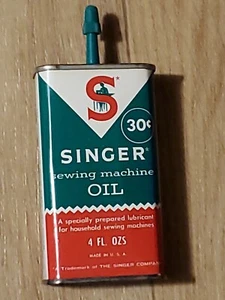 S
30¢
SINGER®
sewing machine
OIL
A specially prepared lubricant
for household sewing machines
4 FL. OZS
MADE IN U.S.A.
*A Trademark of THE SINGER COMPANY